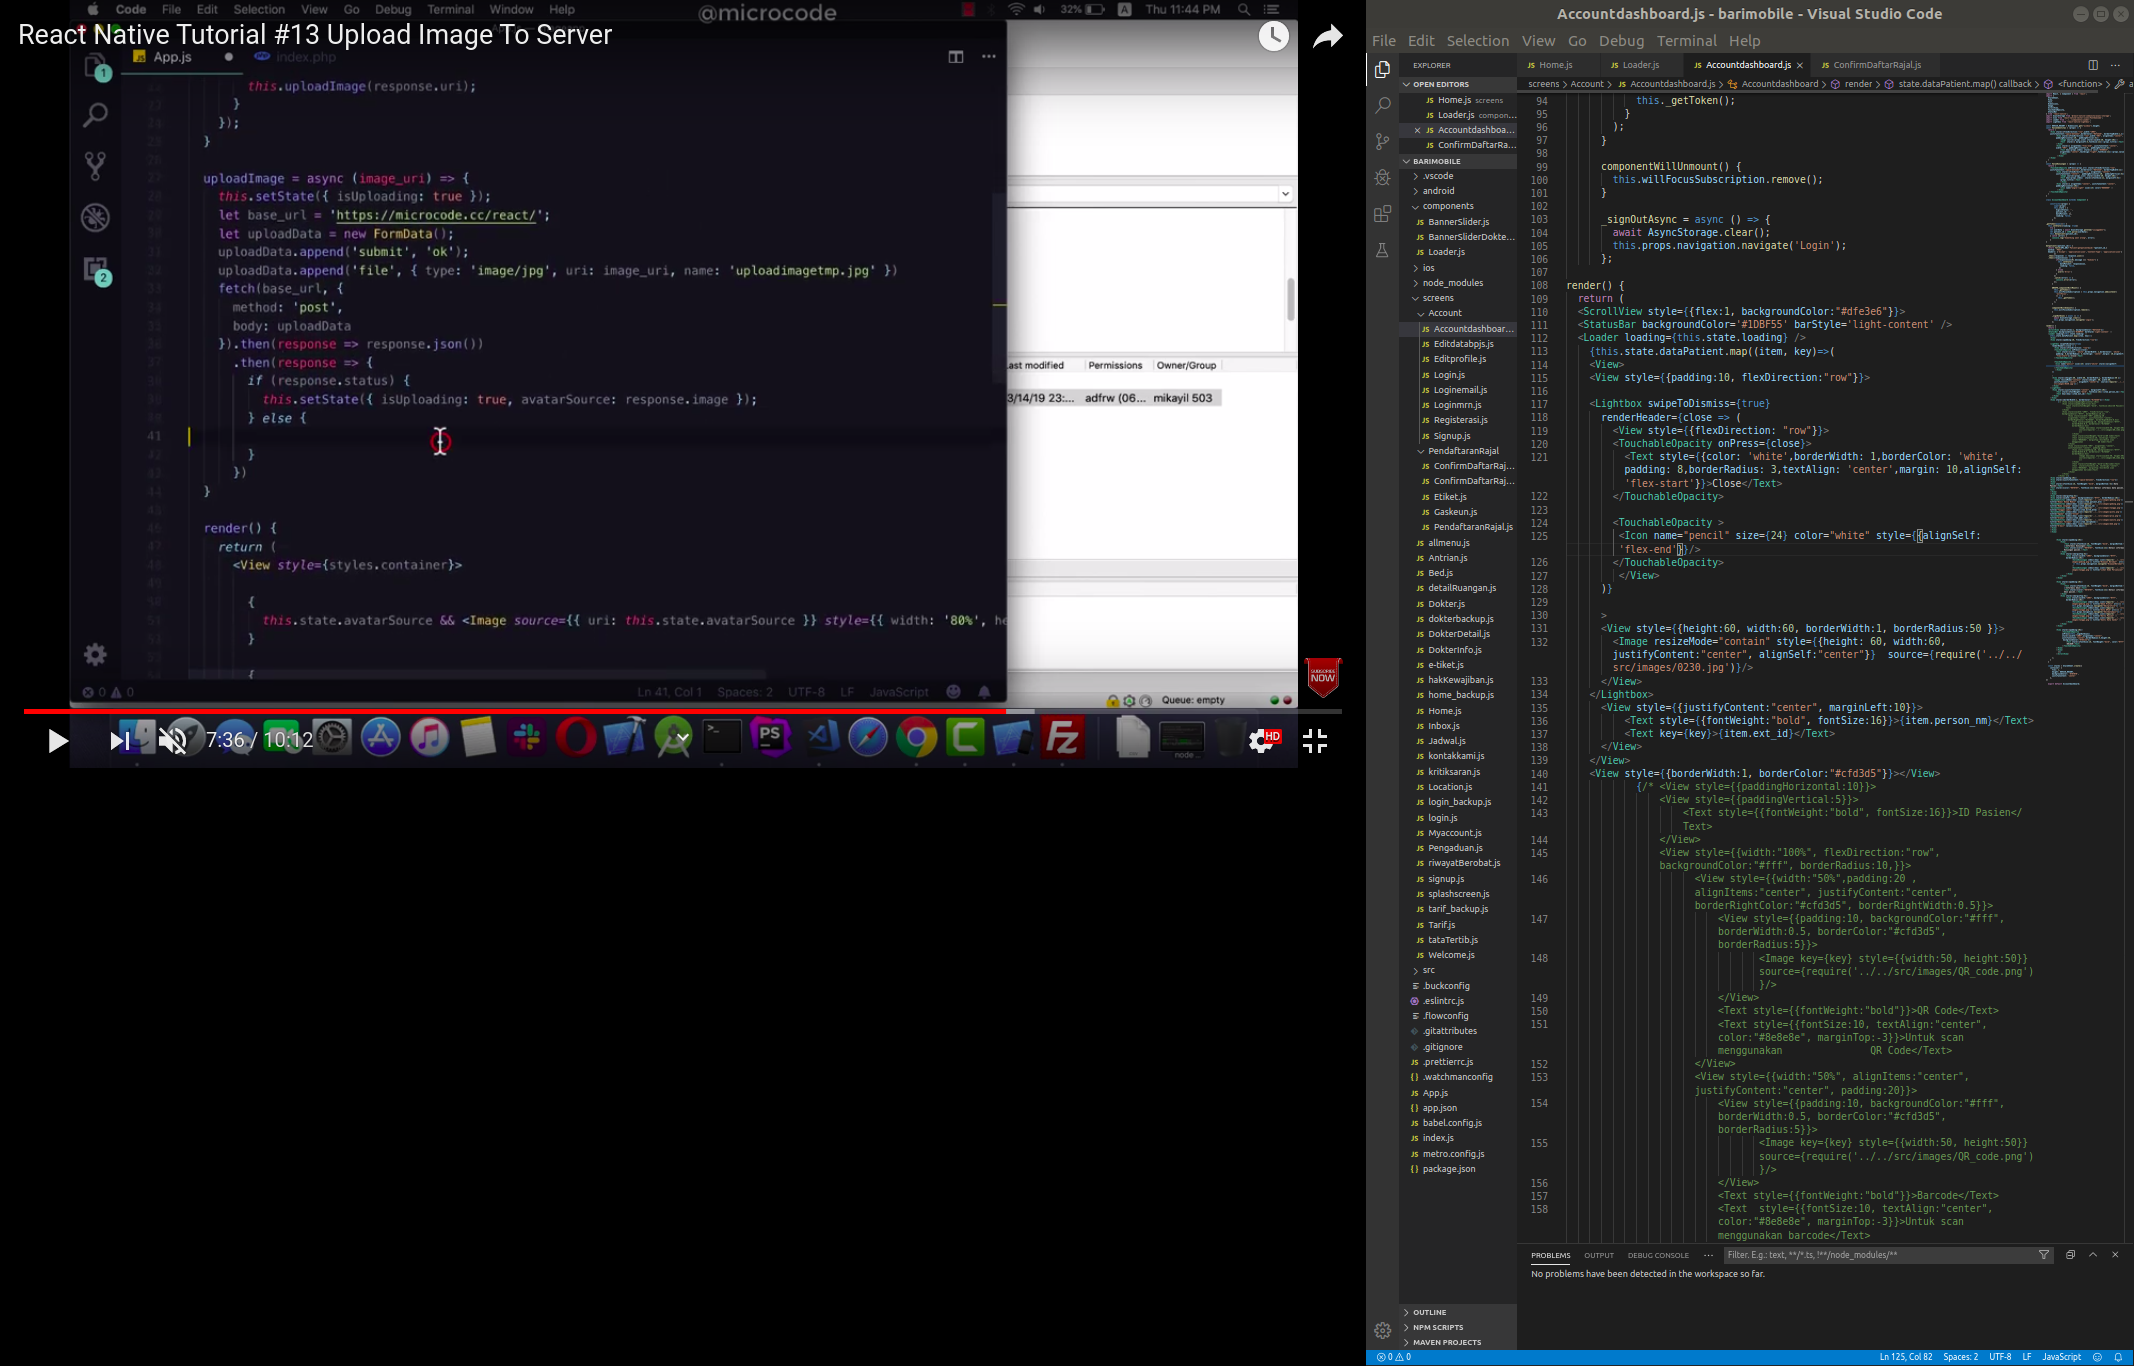 Code File Edit Selection View Go Debug Terminal Window Help
@microcode
32% A Thu 11:44 PM
React Native Tutorial #13 Upload Image To Server
App.js
index.php
this.uploadImage(response.uri);
}
});
}
uploadImage = async (image_uri) => {
this.setState({ isUploading: true });
let base_url = 'https://microcode.cc/react/';
let uploadData = new FormData();
uploadData.append('submit', 'ok');
uploadData.append('file', { type: 'image/jpg', uri: image_uri, name: 'uploadimagetmp.jpg' })
fetch(base_url, {
method: 'post',
body: uploadData
}).then(response => response.json())
.then(response => {
if (response.status) {
this.setState({ isUploading: true, avatarSource: response.image });
} else {
41
}
})
}
render() {
return (
<View style={styles.container}>
{
this.state.avatarSource && <Image source={{ uri: this.state.avatarSource }} style={{ width: '80%', he
}
{
1
2
0 0
Ln 41, Col 1 Spaces: 2 UTF-8 LF JavaScript
ast modified Permissions Owner/Group
3/14/19 23:... adfrw (06... mikayil 503
Queue: empty
SUBSCRIBE NOW
7:36 / 10:12
HD
PS
Fz
node
Accountdashboard.js - barimobile - Visual Studio Code
File Edit Selection View Go Debug Terminal Help
EXPLORER
OPEN EDITORS
Home.js screens
Loader.js compon...
Accountdashboa...
ConfirmDaftarRa...
BARIMOBILE
.vscode
android
components
BannerSlider.js
BannerSliderDokte...
Loader.js
ios
node_modules
screens
Account
Accountdashboar...
Editdatabpjs.js
Editprofile.js
Login.js
Loginemail.js
Loginmrn.js
Registerasi.js
Signup.js
PendaftaranRajal
ConfirmDaftarRaj...
ConfirmDaftarRaj...
Etiket.js
Gaskeun.js
PendaftaranRajal.js
allmenu.js
Antrian.js
Bed.js
detailRuangan.js
Dokter.js
dokterbackup.js
DokterDetail.js
DokterInfo.js
e-tiket.js
hakKewajiban.js
home_backup.js
Home.js
Inbox.js
Jadwal.js
kontakkami.js
kritiksaran.js
Location.js
login_backup.js
login.js
Myaccount.js
Pengaduan.js
riwayatBerobat.js
signup.js
splashscreen.js
tarif_backup.js
Tarif.js
tataTertib.js
Welcome.js
src
.buckconfig
.eslintrc.js
.flowconfig
.gitattributes
.gitignore
.prettierrc.js
.watchmanconfig
App.js
app.json
babel.config.js
index.js
metro.config.js
package.json
OUTLINE
NPM SCRIPTS
MAVEN PROJECTS
Home.js Loader.js Accountdashboard.js ConfirmDaftarRajal.js
screens > Account > Accountdashboard.js > Accountdashboard > render > state.dataPatient.map() callback > <function> > a
94 this._getToken();
95 }
96 );
97 }
98
99 componentWillUnmount() {
100 this.willFocusSubscription.remove();
101 }
102
103 _signOutAsync = async () => {
104 await AsyncStorage.clear();
105 this.props.navigation.navigate('Login');
106 };
107
108 render() {
109 return (
110 <ScrollView style={{flex:1, backgroundColor:"#dfe3e6"}}>
111 <StatusBar backgroundColor='#1DBF55' barStyle='light-content' />
112 <Loader loading={this.state.loading} />
113 {this.state.dataPatient.map((item, key)=>(
114 <View>
115 <View style={{padding:10, flexDirection:"row"}}>
116
117 <Lightbox swipeToDismiss={true}
118 renderHeader={close => (
119 <View style={{flexDirection: "row"}}>
120 <TouchableOpacity onPress={close}>
121 <Text style={{color: 'white',borderWidth: 1,borderColor: 'white',
padding: 8,borderRadius: 3,textAlign: 'center',margin: 10,alignSelf:
'flex-start'}}>Close</Text>
122 </TouchableOpacity>
123
124 <TouchableOpacity >
125 <Icon name="pencil" size={24} color="white" style={{alignSelf:
'flex-end'}}/>
126 </TouchableOpacity>
127 </View>
128 )}
129
130 >
131 <View style={{height:60, width:60, borderWidth:1, borderRadius:50 }}>
132 <Image resizeMode="contain" style={{height: 60, width:60,
justifyContent:"center", alignSelf:"center"}} source={require('../../
src/images/0230.jpg')}/>
133 </View>
134 </Lightbox>
135 <View style={{justifyContent:"center", marginLeft:10}}>
136 <Text style={{fontWeight:"bold", fontSize:16}}>{item.person_nm}</Text>
137 <Text key={key}>{item.ext_id}</Text>
138 </View>
139 </View>
140 <View style={{borderWidth:1, borderColor:"#cfd3d5"}}></View>
141 {/* <View style={{paddingHorizontal:10}}>
142 <View style={{paddingVertical:5}}>
143 <Text style={{fontWeight:"bold", fontSize:16}}>ID Pasien</
Text>
144 </View>
145 <View style={{width:"100%", flexDirection:"row",
backgroundColor:"#fff", borderRadius:10,}}>
146 <View style={{width:"50%",padding:20 ,
alignItems:"center", justifyContent:"center",
borderRightColor:"#cfd3d5", borderRightWidth:0.5}}>
147 <View style={{padding:10, backgroundColor:"#fff",
borderWidth:0.5, borderColor:"#cfd3d5",
borderRadius:5}}>
148 <Image key={key} style={{width:50, height:50}}
source={require('../../src/images/QR_code.png')
}/>
149 </View>
150 <Text style={{fontWeight:"bold"}}>QR Code</Text>
151 <Text style={{fontSize:10, textAlign:"center",
color:"#8e8e8e", marginTop:-3}}>Untuk scan
menggunakan QR Code</Text>
152 </View>
153 <View style={{width:"50%", alignItems:"center",
justifyContent:"center", padding:20}}>
154 <View style={{padding:10, backgroundColor:"#fff",
borderWidth:0.5, borderColor:"#cfd3d5",
borderRadius:5}}>
155 <Image key={key} style={{width:50, height:50}}
source={require('../../src/images/QR_code.png')
}/>
156 </View>
157 <Text style={{fontWeight:"bold"}}>Barcode</Text>
158 <Text style={{fontSize:10, textAlign:"center",
color:"#8e8e8e", marginTop:-3}}>Untuk scan
menggunakan barcode</Text>
PROBLEMS OUTPUT DEBUG CONSOLE ... Filter. E.g.: text, **/*.ts, !**/node_modules/**
No problems have been detected in the workspace so far.
0 0
Ln 125, Col 82 Spaces: 2 UTF-8 LF JavaScript